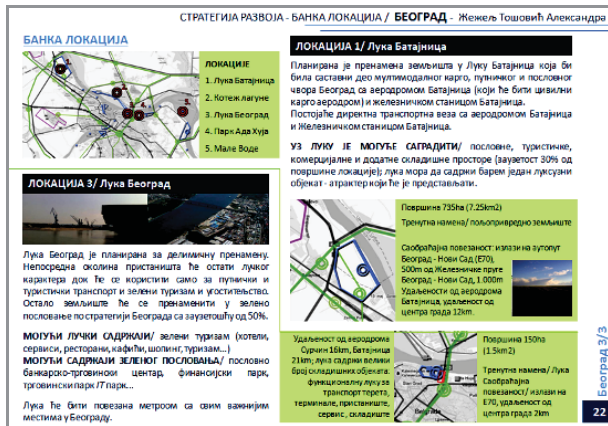 СТРАТЕГИЈА РАЗВОЈА - БАНКА ЛОКАЦИЈА / БЕОГРАД - Жежељ Тошовић Александра
БАНКА ЛОКАЦИЈА
ЛОКАЦИЈЕ
1. Лука Батајница
2. Котеж лагуне
3. Лука Београд
4. Парк Ада Хуја
5. Мале Воде
ЛОКАЦИЈА 3/ Лука Београд
Лука Београд је планирана за делимичну пренамену.
Непосредна околина пристаништа ће остати лучког
карактера док ће се користити само за путнички и
туристички транспорт и зелени туризам и угоститељство.
Остало земљиште ће се пренаменити у зелено
пословање по стратегији Београда са заузетошћу од 50%.
МОГУЋИ ЛУЧКИ САДРЖАЈИ/ зелени туризам (хотели,
сервиси, ресторани, кафићи, шопинг, туризам,...)
МОГУЋИ САДРЖАЈИ ЗЕЛЕНОГ ПОСЛОВАЊА/ пословно
банкарско-трговински центар, финансијски парк,
трговински парк IT парк...
Лука ће бити повезана метроом са свим важнијим
местима у Београду.
ЛОКАЦИЈА 1/ Лука Батајница
Планирана је пренамена земљишта у Луку Батајница која би
била саставни део мултимодалног карго, путничког и пословног
чвора Београд са аеродромом Батајница (који ће бити цивилни
карго аеродром) и железничком станицом Батајница.
Постојаће директна транспортна веза са аеродромом Батајница
и Железничком станицом Батајница.
УЗ ЛУКУ ЈЕ МОГУЋЕ САГРАДИТИ/ пословне, туристичке,
комерцијалне и додатне складишне просторе (заузетост 30% од
површине локације); лука мора да садржи барем један луксузни
објекат - атрактер који ће је представљати.
Површина 735ha (7.25km2)
Тренутна намена/ пољопривредно земљиште
Саобраћајна повезаност: излази на аутопут
Београд - Нови Сад (Е70),
500m од Железничке пруге
Београд - Нови Сад, 1.000m
Удаљености од аеродрома
Батајница, удаљеност од
центра града 12km.
Удаљеност од аеродрома
Сурчин 16km, Батајница
21km; лука садржи велики
број складишних објеката:
функционалну луку за
транспорт терета,
терминале, пристаниште,
сервис, складиште
Површина 150ha
(1.5km2)
Тренутна намена/ Лука
Саобраћајна
повезаност/ излази на
Е70, удаљеност од
центра града 2km
Београд 3/3
22